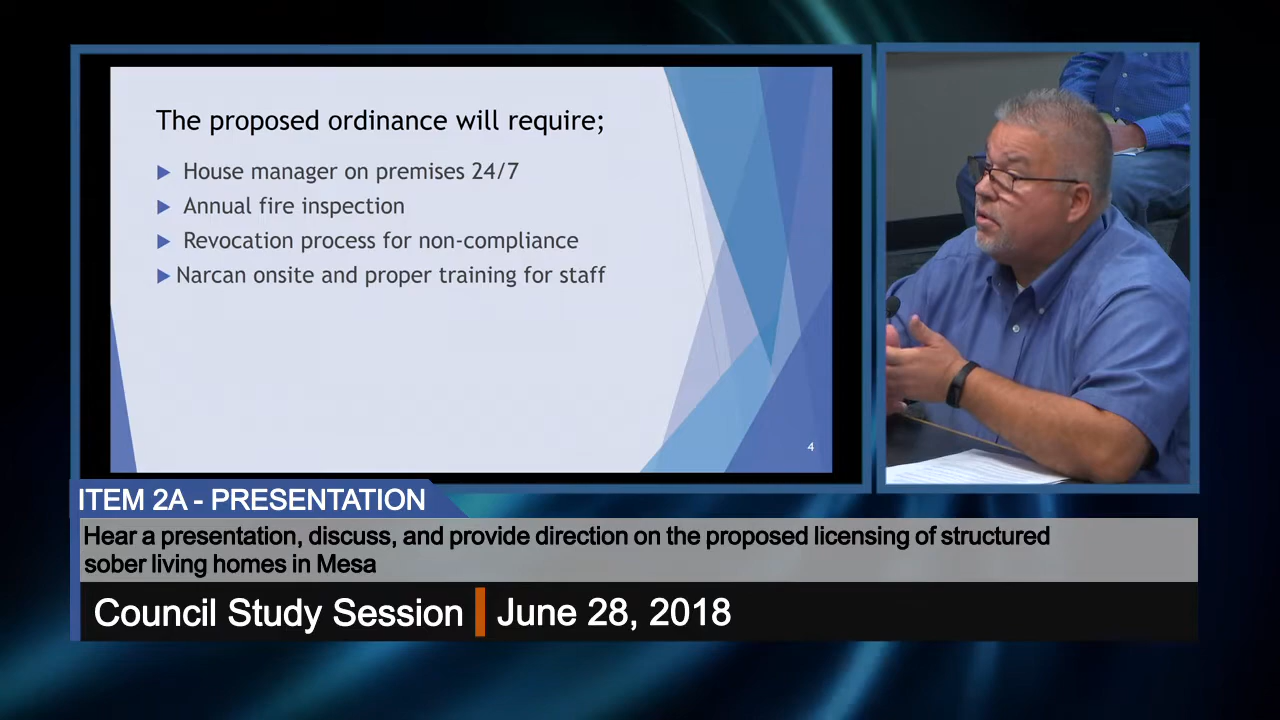 The proposed ordinance will require;
House manager on premises 24/7
Annual fire inspection
Revocation process for non-compliance
Narcan onsite and proper training for staff
4
ITEM 2A - PRESENTATION
Hear a presentation, discuss, and provide direction on the proposed licensing of structured
sober living homes in Mesa
Council Study Session
June 28, 2018